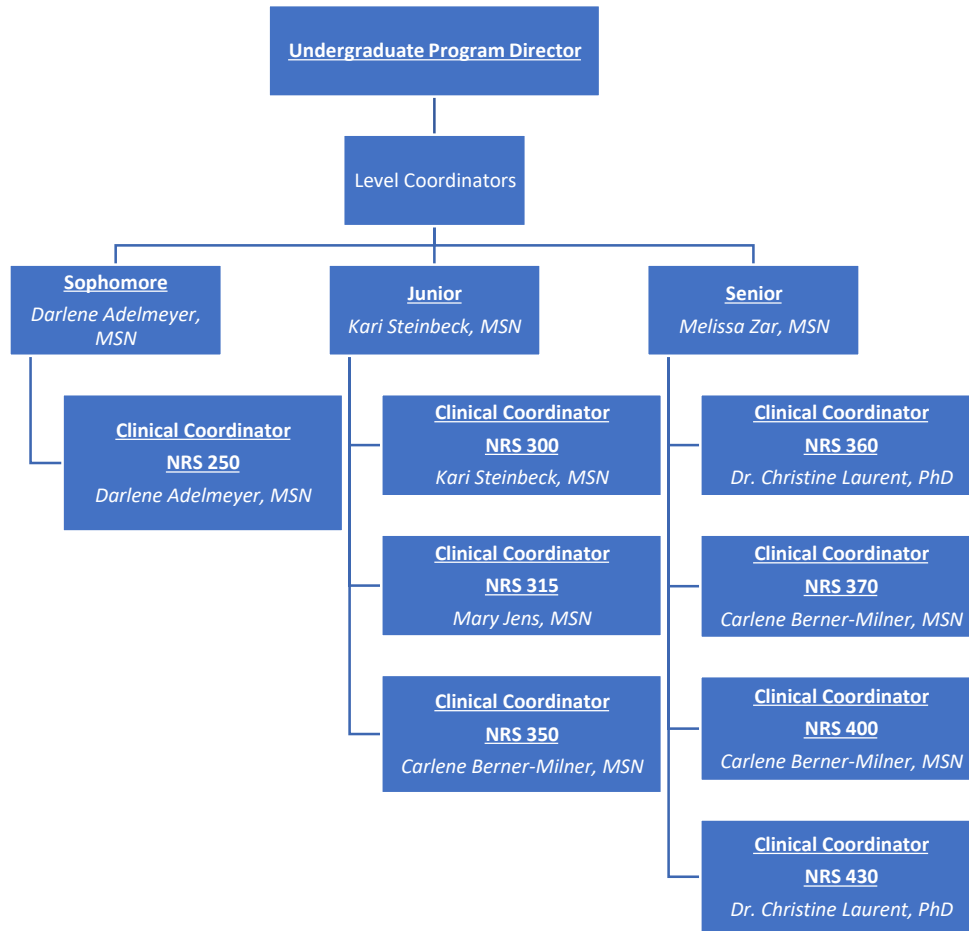 Undergraduate Program Director
Level Coordinators
Sophomore
Darlene Adelmeyer,
MSN
Clinical Coordinator
NRS 250
Darlene Adelmeyer, MSN
Junior
Kari Steinbeck, MSN
Clinical Coordinator
NRS 300
Kari Steinbeck, MSN
Clinical Coordinator
NRS 315
Mary Jens, MSN
Clinical Coordinator
NRS 350
Carlene Berner-Milner, MSN
Senior
Melissa Zar, MSN
Clinical Coordinator
NRS 360
Dr. Christine Laurent, PhD
Clinical Coordinator
NRS 370
Carlene Berner-Milner, MSN
Clinical Coordinator
NRS 400
Carlene Berner-Milner, MSN
Clinical Coordinator
NRS 430
Dr. Christine Laurent, PhD